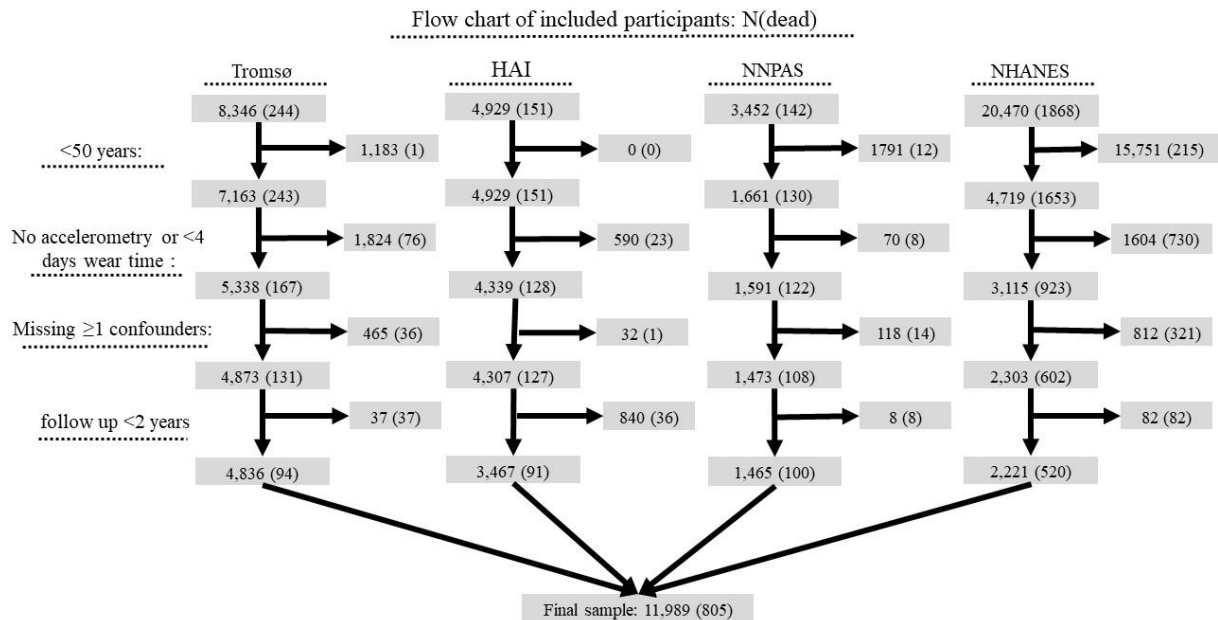 Flow chart of included participants: N(dead)
Tromsø HAI NNPAS NHANES
8,346 (244) 4,929 (151) 3,452 (142) 20,470 (1868)
<50 years: 1,183 (1) 0 (0) 1791 (12) 15,751 (215)
7,163 (243) 4,929 (151) 1,661 (130) 4,719 (1653)
No accelerometry or <4
days wear time : 1,824 (76) 590 (23) 70 (8) 1604 (730)
5,338 (167) 4,339 (128) 1,591 (122) 3,115 (923)
Missing ≥1 confounders: 465 (36) 32 (1) 118 (14) 812 (321)
4,873 (131) 4,307 (127) 1,473 (108) 2,303 (602)
follow up <2 years 37 (37) 840 (36) 8 (8) 82 (82)
4,836 (94) 3,467 (91) 1,465 (100) 2,221 (520)
Final sample: 11,989 (805)